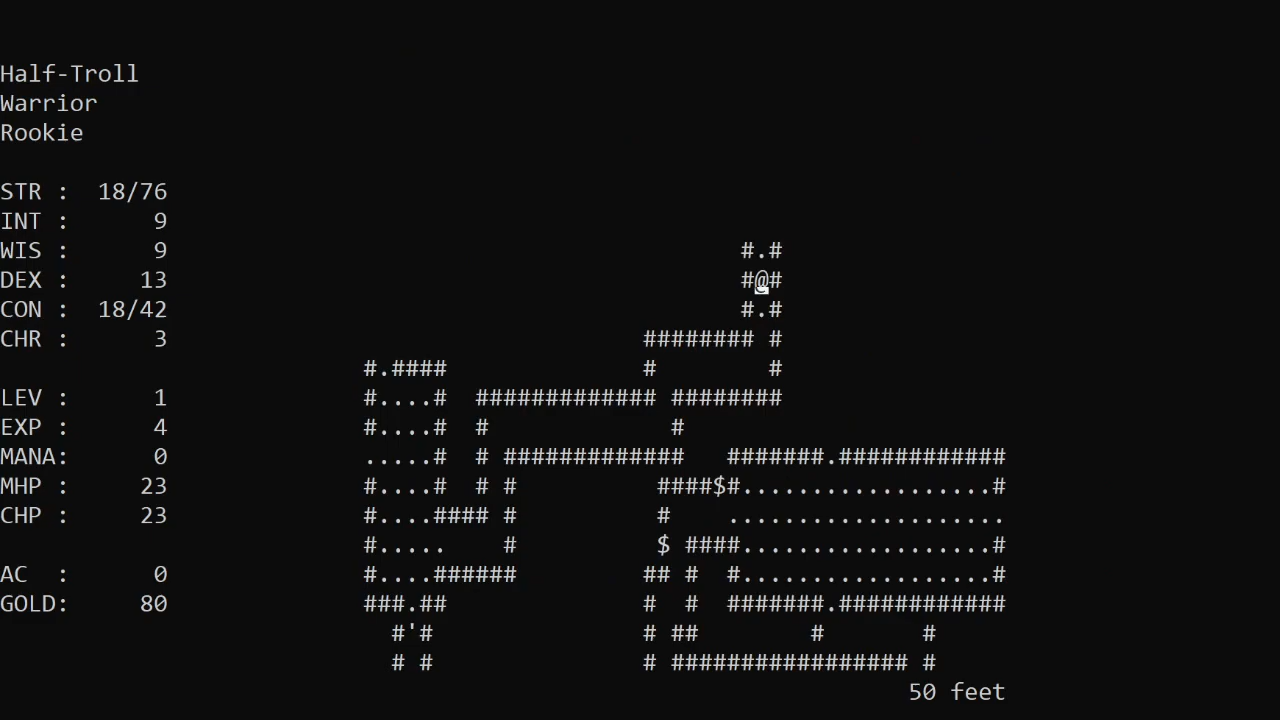 Half-Troll
Warrior
Rookie
STR :  18/76
INT :      9
WIS :      9                                         #.#
DEX :     13                                         #@#
CON :  18/42                                         #.#
CHR :      3                                  ######## #
                          #.####              #        #
LEV :      1              #....#  ############# ########
EXP :      4              #....#  #             #
MANA:      0              .....#  # #############   #######.############
MHP :     23              #....#  # #          ####$#..................#
CHP :     23              #....#### #          #    ....................
                          #.....    #          $ ####..................#
AC  :      0              #....######         ## #  #..................#
GOLD:     80              ###.##              #  #  #######.############
                            #'#               # ##        #       #
                            # #               # ################# #
                                                                 50 feet